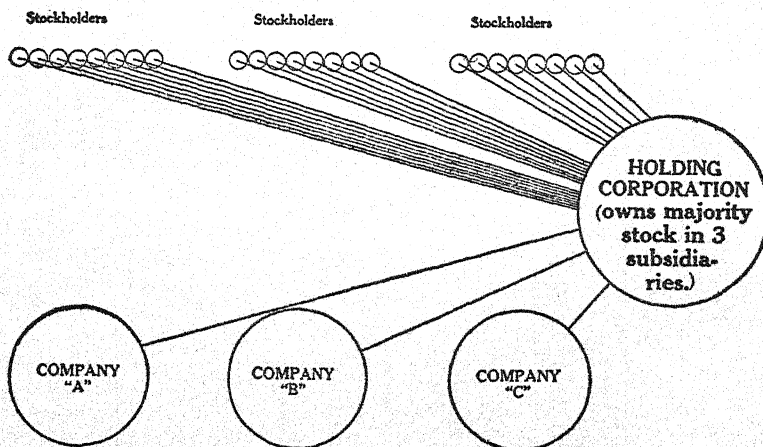 Stockholders
Stockholders
Stockholders
HOLDING
CORPORATION
(owns majority
stock in 3
subsidia-
ries.)
COMPANY
"A"
COMPANY
"B"
COMPANY
"C"